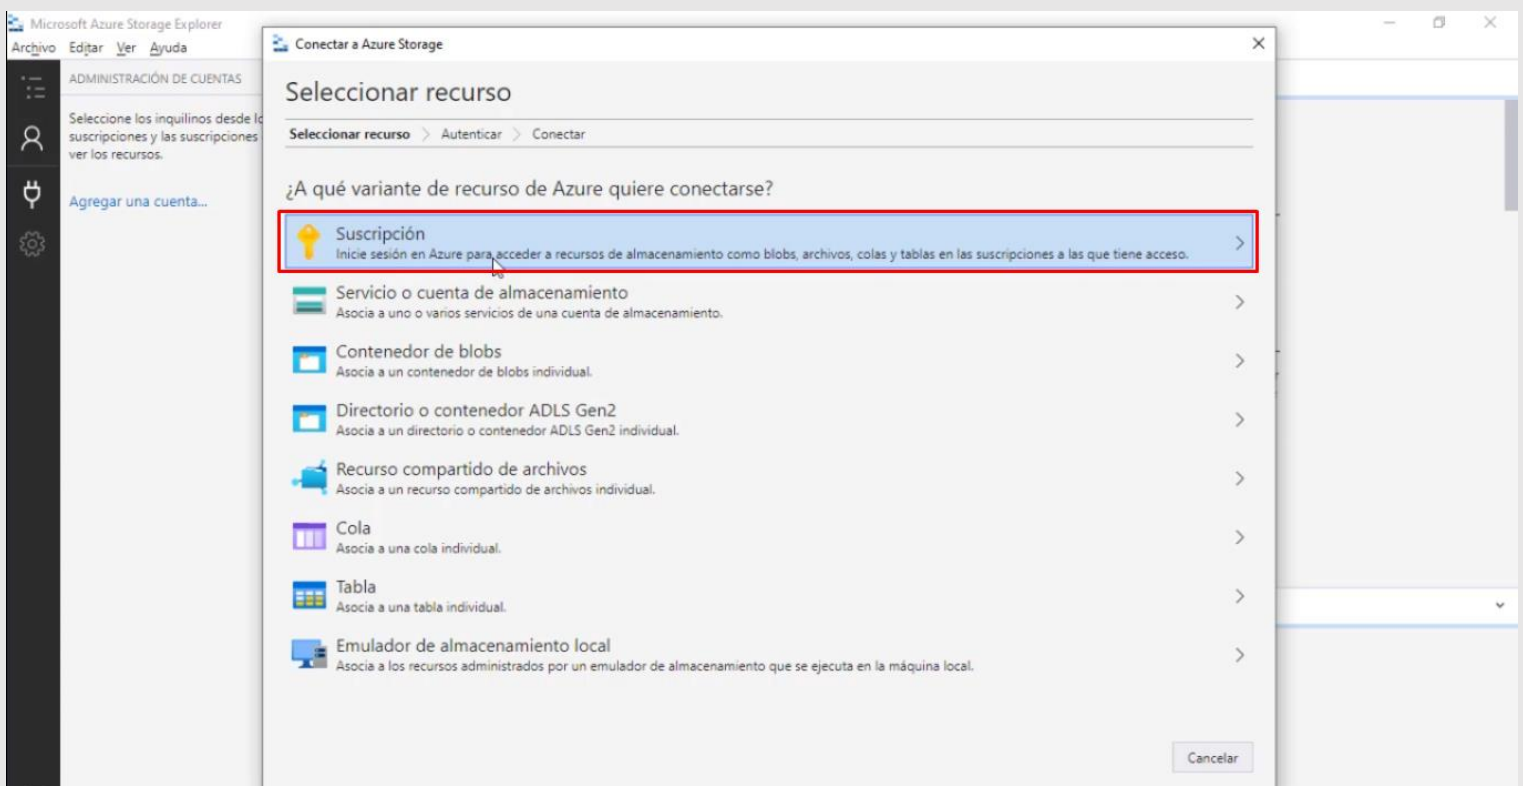 Microsoft Azure Storage Explorer
Archivo Editar Ver Ayuda
ADMINISTRACIÓN DE CUENTAS
Seleccione los inquilinos desde
suscripciones y las suscripciones
ver los recursos.
Agregar una cuenta...
Conectar a Azure Storage
Seleccionar recurso
Seleccionar recurso > Autenticar > Conectar
¿A qué variante de recurso de Azure quiere conectarse?
Suscripción
Inicie sesión en Azure para acceder a recursos de almacenamiento como blobs, archivos, colas y tablas en las suscripciones a las que tiene acceso.
Servicio o cuenta de almacenamiento
Asocia a uno o varios servicios de una cuenta de almacenamiento.
Contenedor de blobs
Asocia a un contenedor de blobs individual.
Directorio o contenedor ADLS Gen2
Asocia a un directorio o contenedor ADLS Gen2 individual.
Recurso compartido de archivos
Asocia a un recurso compartido de archivos individual.
Cola
Asocia a una cola individual.
Tabla
Asocia a una tabla individual.
Emulador de almacenamiento local
Asocia a los recursos administrados por un emulador de almacenamiento que se ejecuta en la máquina local.
Cancelar